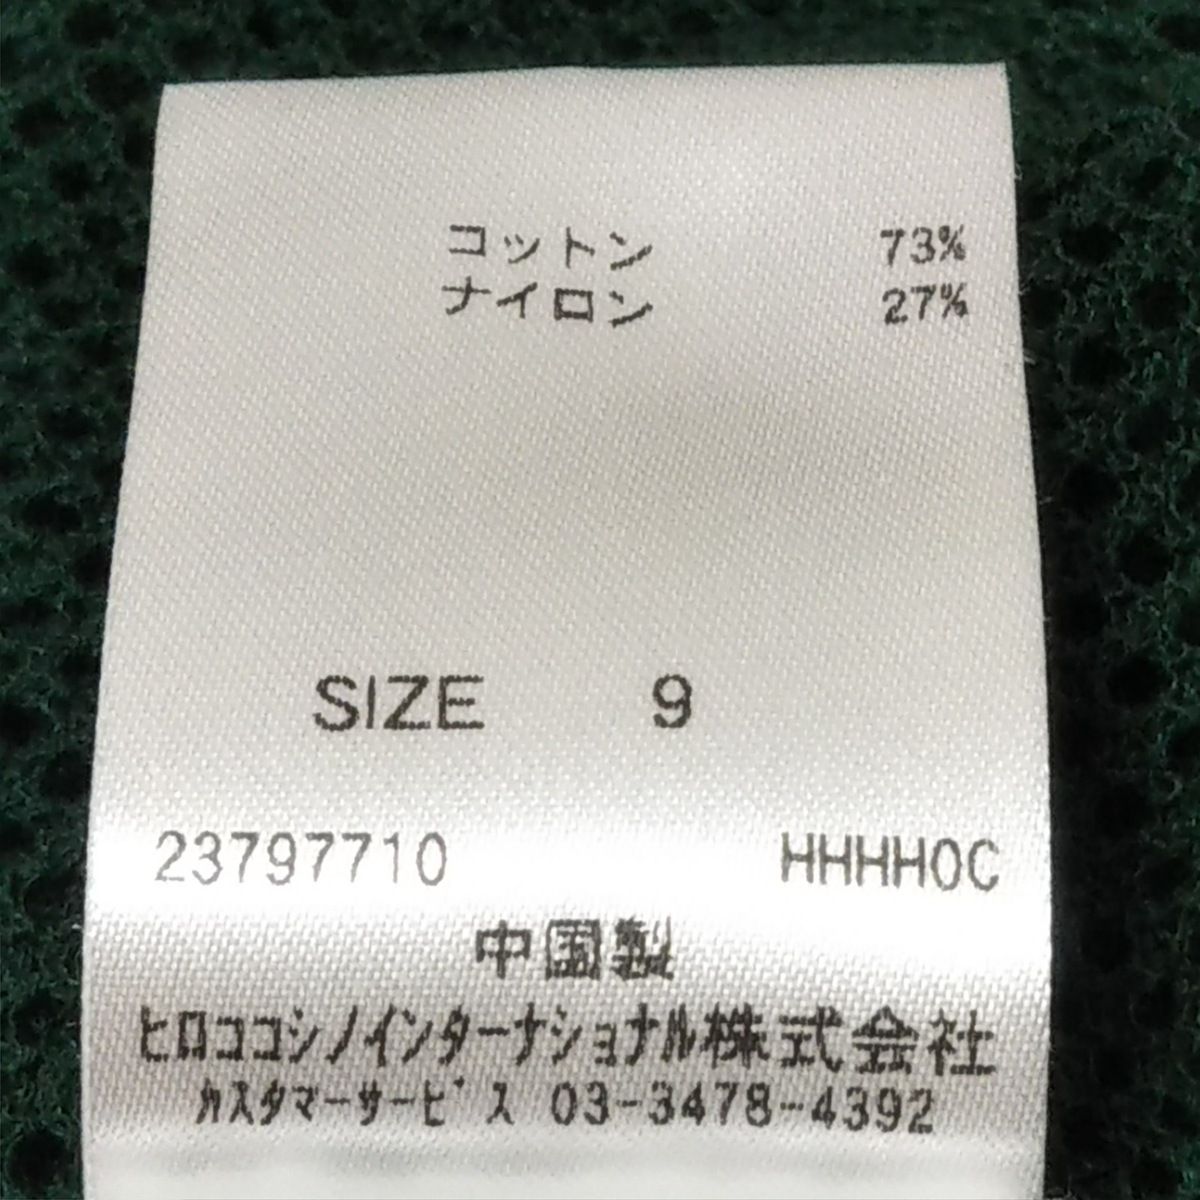 コットン 73%
ナイロン 27%
SIZE 9
23797710 HHHH0C
中国製
ヒロココシノインターナショナル株式会社
カスタマーサービス 03-3478-4392